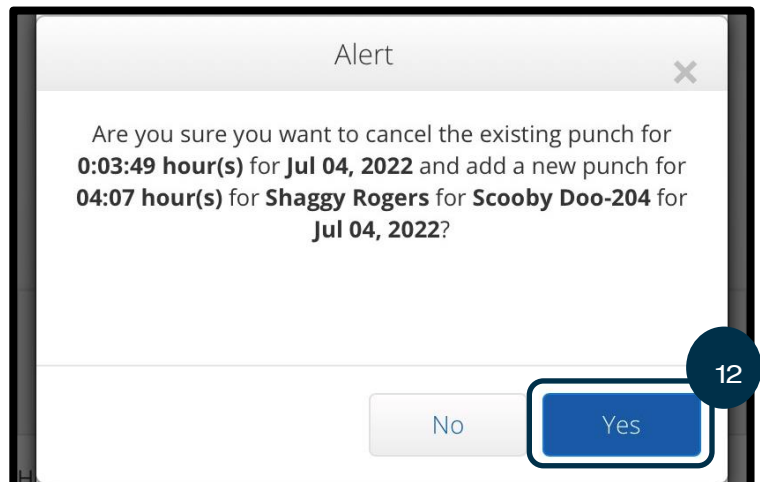 Alert
Are you sure you want to cancel the existing punch for
0:03:49 hour(s) for Jul 04, 2022 and add a new punch for
04:07 hour(s) for Shaggy Rogers for Scooby Doo-204 for
Jul 04, 2022?
12
No
Yes